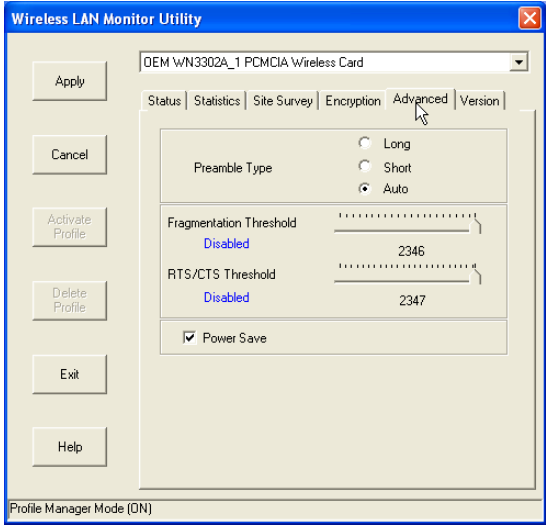 Wireless LAN Monitor Utility
OEM WN3302A_1 PCMCIA Wireless Card
Apply
Status Statistics Site Survey Encryption Advanced Version
Cancel
Preamble Type
Long
Short
Auto
Activate
Profile
Fragmentation Threshold
Disabled
2346
RTS/CTS Threshold
Disabled
2347
Delete
Profile
Power Save
Exit
Help
Profile Manager Mode (ON)